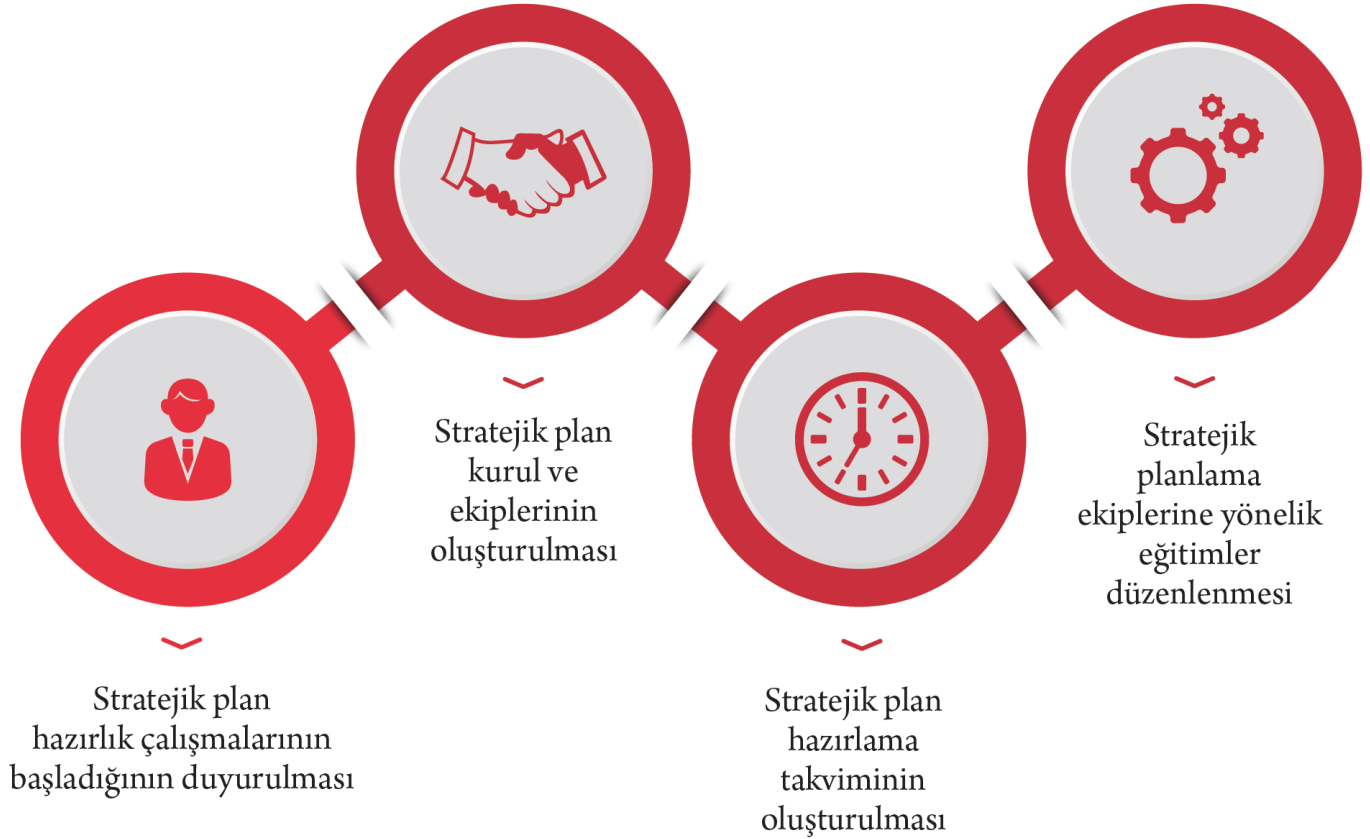 Stratejik plan
hazırlık çalışmalarının
başladığının duyurulması
Stratejik plan
kurul ve
ekiplerinin
oluşturulması
Stratejik plan
hazırlama
takviminin
oluşturulması
Stratejik
planlama
ekiplerine yönelik
eğitimler
düzenlenmesi